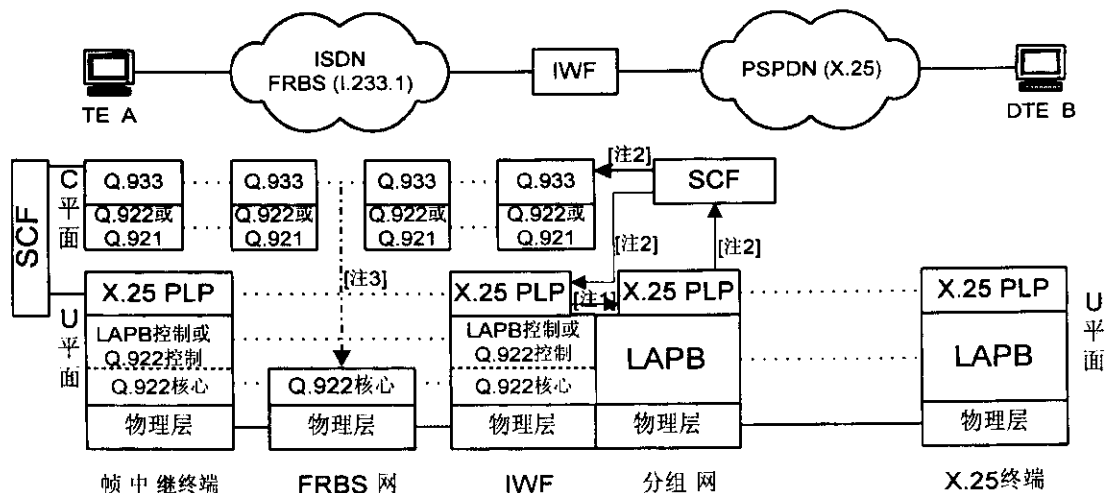 ISDN
FRBS (I.233.1)
IWF
PSPDN (X.25)
TE A
DTE B
SCF
C
平
面
Q.933
Q.922或
Q.921
Q.933
Q.922或
Q.921
Q.933
Q.922或
Q.921
Q.933
Q.922或
Q.921
[注2]
SCF
[注2]
[注2]
[注3]
U
平
面
X.25 PLP
LAPB控制或
Q.922控制
Q.922核心
物理层
Q.922核心
物理层
X.25 PLP
[注1]
LAPB控制或
Q.922控制
Q.922核心
物理层
X.25 PLP
LAPB
物理层
X.25 PLP
LAPB
物理层
U
平
面
帧中继终端
FRBS 网
IWF
分组 网
X.25终端